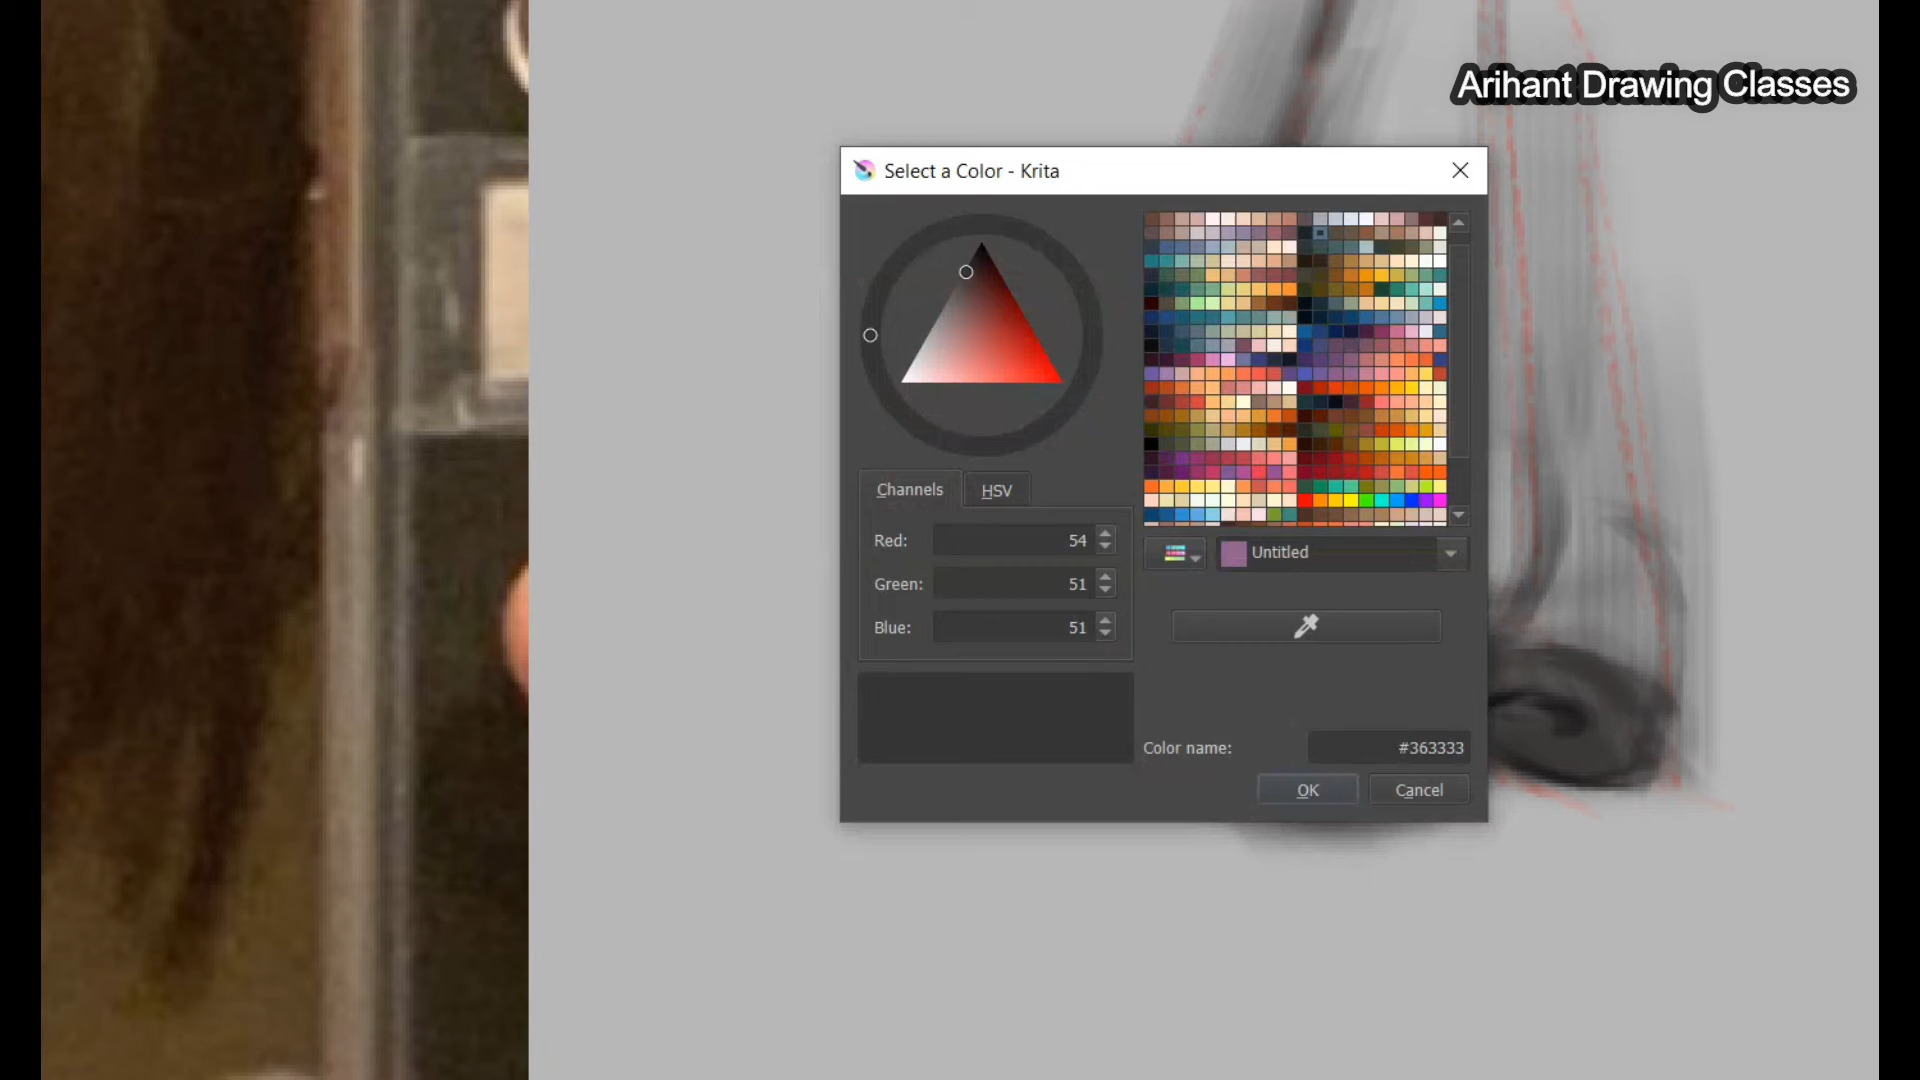 Arihant Drawing Classes
Select a Color - Krita
Channels
HSV
Red: 54
Green: 51
Blue: 51
Untitled
Color name: #363333
OK
Cancel